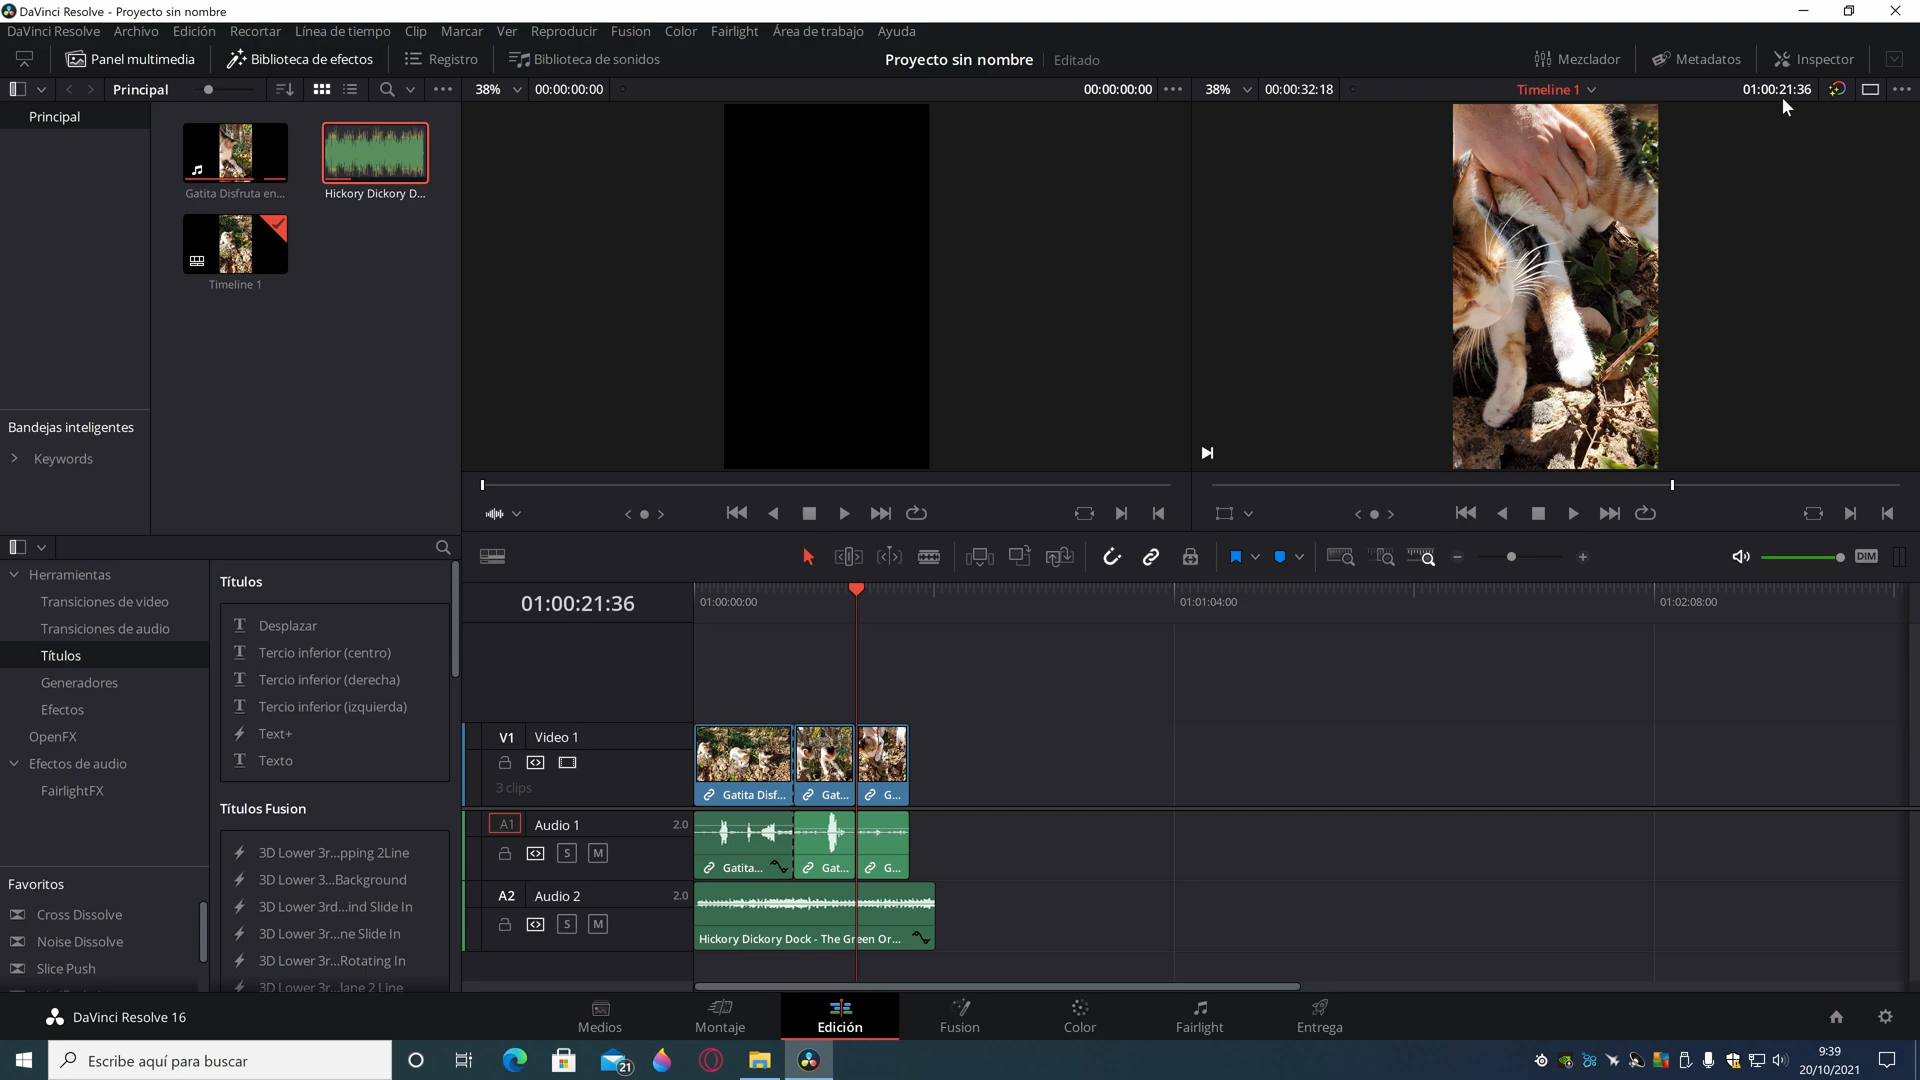 DaVinci Resolve - Proyecto sin nombre
DaVinci Resolve Archivo Edición Recortar Línea de tiempo Clip Marcar Ver Reproducir Fusion Color Fairlight Área de trabajo Ayuda
Panel multimedia Biblioteca de efectos Registro Biblioteca de sonidos Proyecto sin nombre Editado Mezclador Metadatos Inspector
Principal 38% 00:00:00:00 00:00:00:00 38% 00:00:32:18 Timeline 1 01:00:21:36
Principal
Gatita Disfruta en... Hickory Dickory D...
Timeline 1
Bandejas inteligentes
Keywords
Herramientas
Transiciones de video
Transiciones de audio
Títulos
Generadores
Efectos
OpenFX
Efectos de audio
FairlightFX
Favoritos
Cross Dissolve
Noise Dissolve
Slice Push
Títulos
Desplazar
Tercio inferior (centro)
Tercio inferior (derecha)
Tercio inferior (izquierda)
Text+
Texto
Títulos Fusion
3D Lower 3r...pping 2Line
3D Lower 3...Background
3D Lower 3rd...ind Slide In
3D Lower 3r...ne Slide In
3D Lower 3r...Rotating In
3D Lower 3r...lane 2 Line
DIM
01:00:21:36 01:00:00:00 01:01:04:00 01:02:08:00
V1 Video 1
3 clips
Gatita Disf... Gat... G...
A1 Audio 1 2.0
S M
Gatita... Gat... G...
A2 Audio 2 2.0
S M
Hickory Dickory Dock - The Green Or...
DaVinci Resolve 16
Medios Montaje Edición Fusion Color Fairlight Entrega
Escribe aquí para buscar
21
9:39
20/10/2021